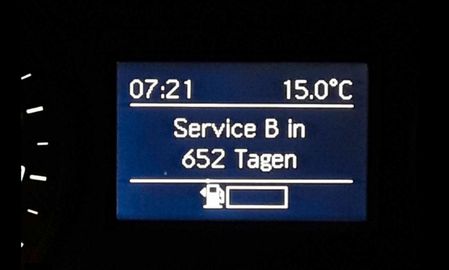 07:21 15.0°C
Service B in
652 Tagen